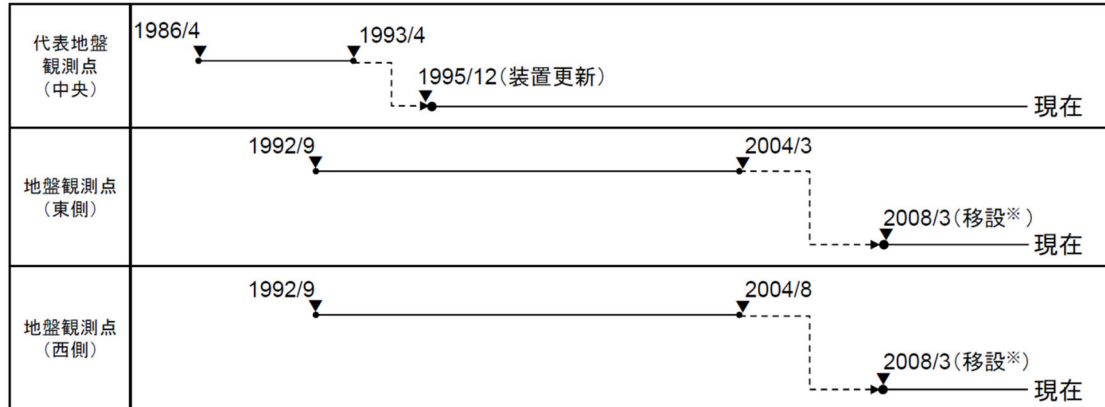 代表地盤
観測点
(中央)
1986/4
1993/4
1995/12(装置更新)
現在
地盤観測点
(東側)
1992/9
2004/3
2008/3(移設※)
現在
地盤観測点
(西側)
1992/9
2004/8
2008/3(移設※)
現在